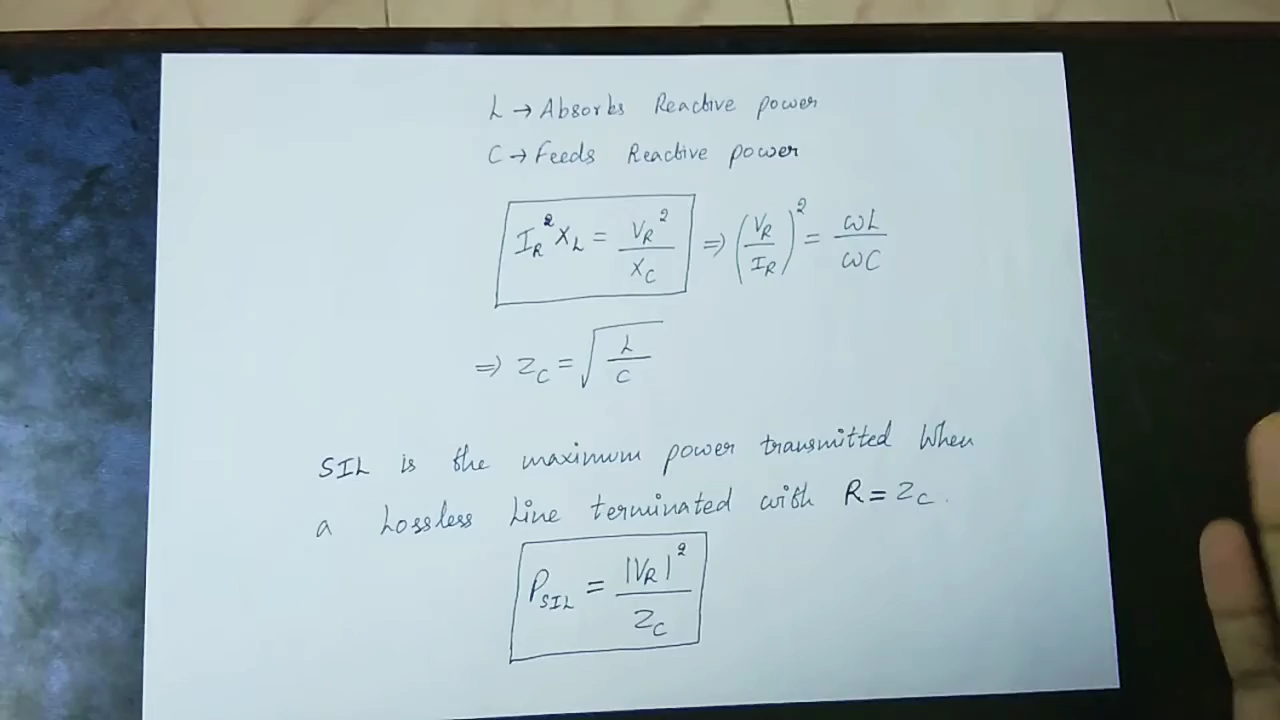 L → Absorbs Reactive power
C → Feeds Reactive power
I_R^2 X_L = V_R^2 / X_C ⇒ (V_R / I_R)^2 = ωL / ωC
⇒ Z_C = √(L / C)
SIL is the maximum power transmitted When
a Lossless Line terminated with R = Z_C.
P_SIL = |V_R|^2 / Z_C